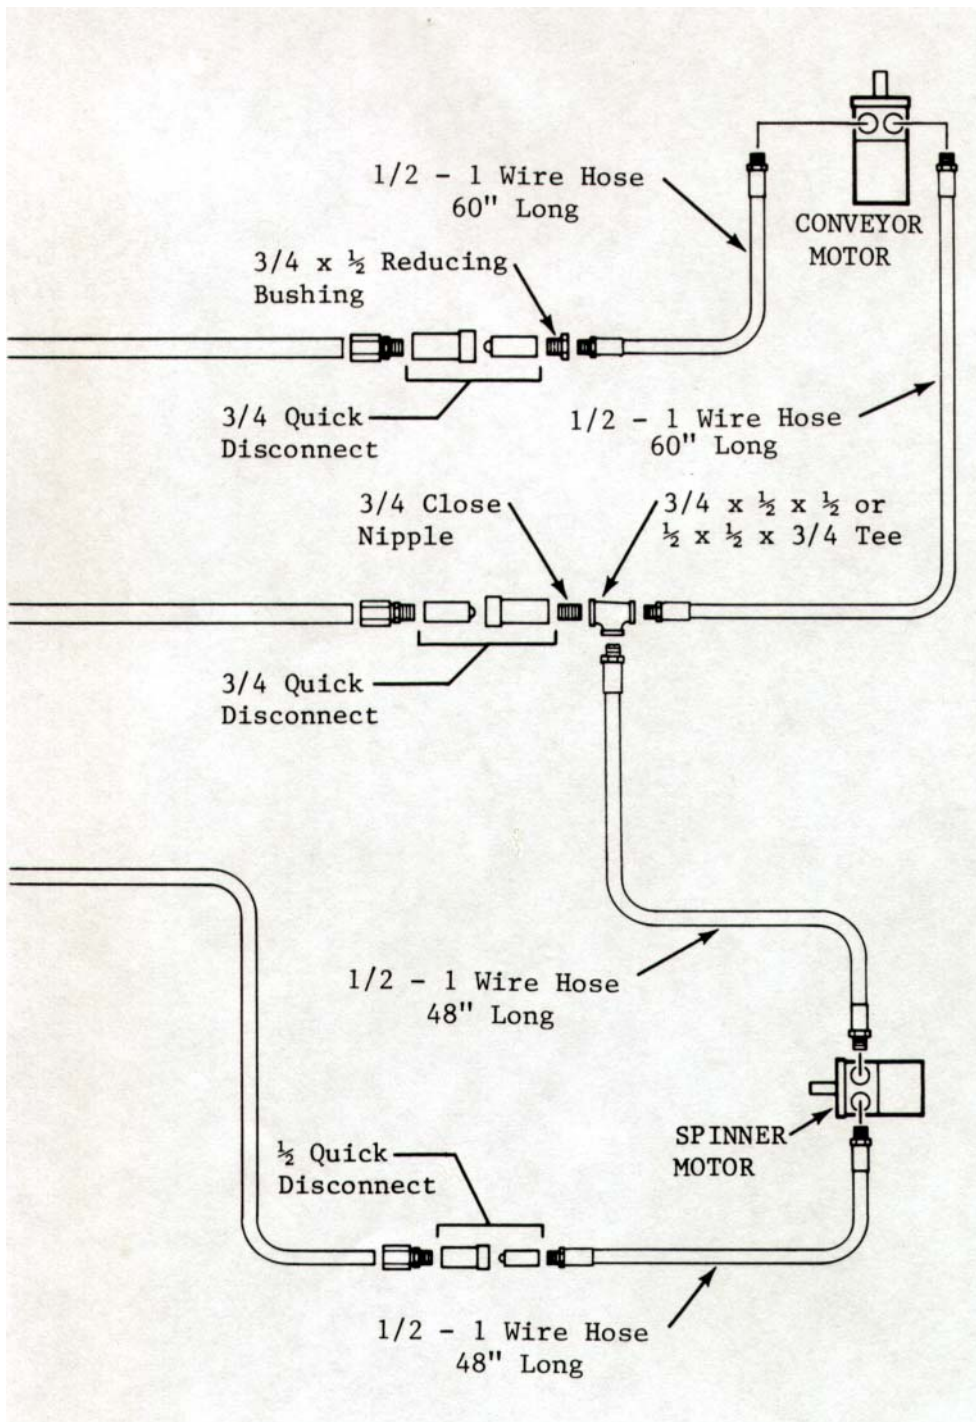 1/2 - 1 Wire Hose
60" Long
CONVEYOR
MOTOR
3/4 x ½ Reducing
Bushing
3/4 Quick
Disconnect
1/2 - 1 Wire Hose
60" Long
3/4 Close
Nipple
3/4 x ½ x ½ or
½ x ½ x 3/4 Tee
3/4 Quick
Disconnect
1/2 - 1 Wire Hose
48" Long
SPINNER
MOTOR
½ Quick
Disconnect
1/2 - 1 Wire Hose
48" Long